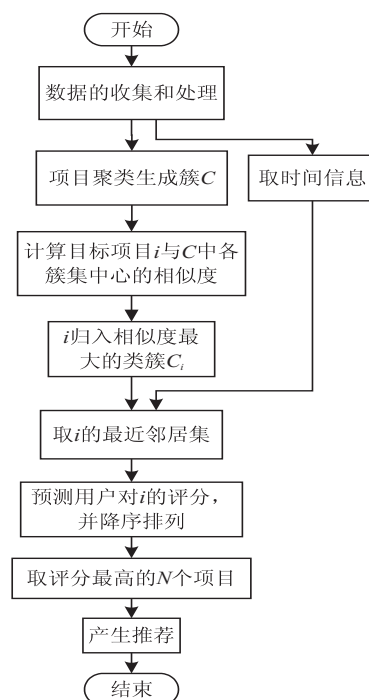 开始
数据的收集和处理
项目聚类生成簇C
取时间信息
计算目标项目i与C中各
簇集中心的相似度
i归入相似度最
大的类簇Cᵢ
取i的最近邻居集
预测用户对i的评分，
并降序排列
取评分最高的N个项目
产生推荐
结束